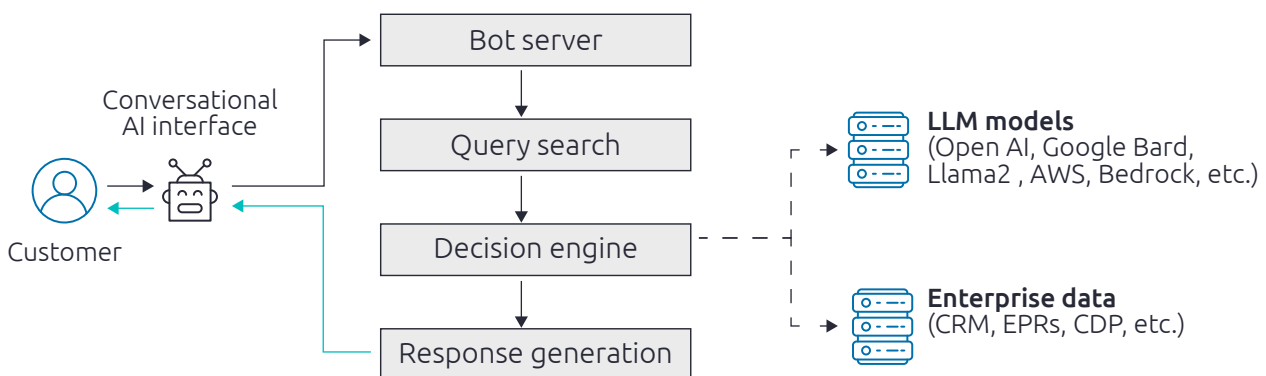 Bot server
Conversational
AI interface
Query search
LLM models
(Open AI, Google Bard,
Llama2 , AWS, Bedrock, etc.)
Customer
Decision engine
Enterprise data
(CRM, EPRs, CDP, etc.)
Response generation